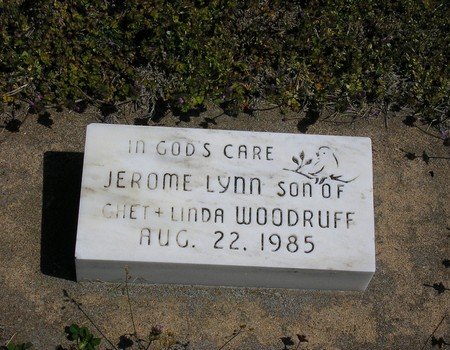 IN GOD'S CARE
JEROME LYNN SON OF
CHET + LINDA WOODRUFF
AUG. 22. 1985